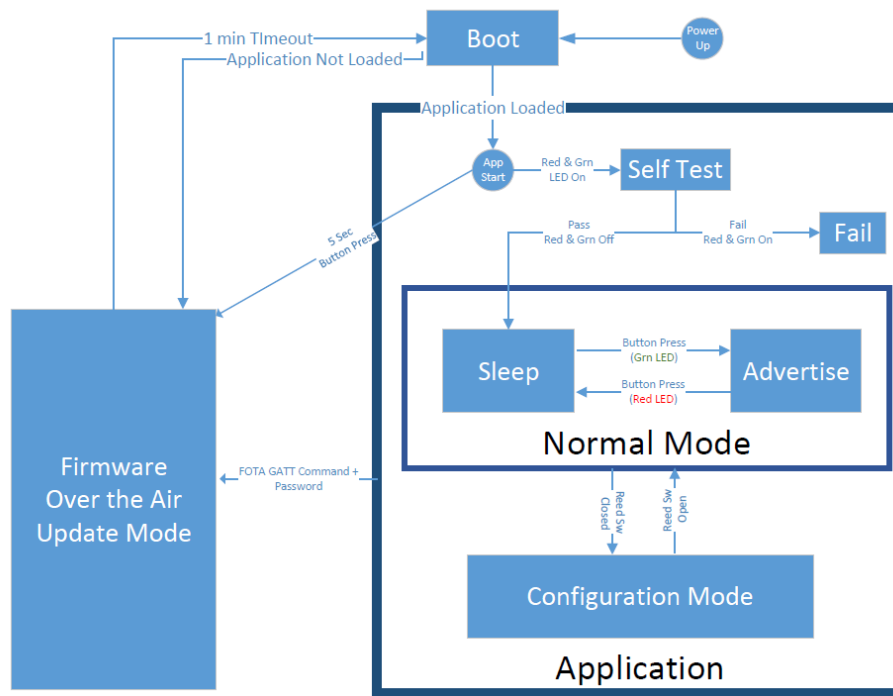 Boot
Power
Up
1 min TImeout
Application Not Loaded
Application Loaded
App
Start
Red & Grn
LED On
Self Test
5 Sec
Button Press
Pass
Red & Grn Off
Fail
Red & Grn On
Fail
Sleep
Button Press
(Grn LED)
Button Press
(Red LED)
Advertise
Normal Mode
Firmware
Over the Air
Update Mode
FOTA GATT Command +
Password
Reed Sw
Closed
Reed Sw
Open
Configuration Mode
Application